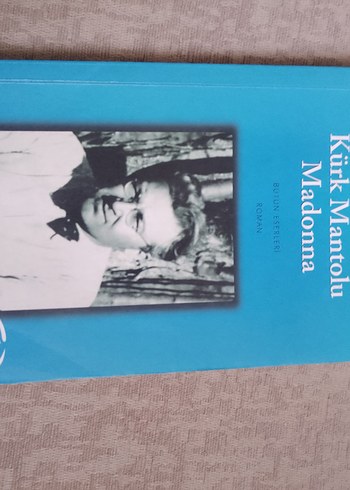 Kürk Mantolu
Madonna
BÜTÜN ESERLERİ
ROMAN